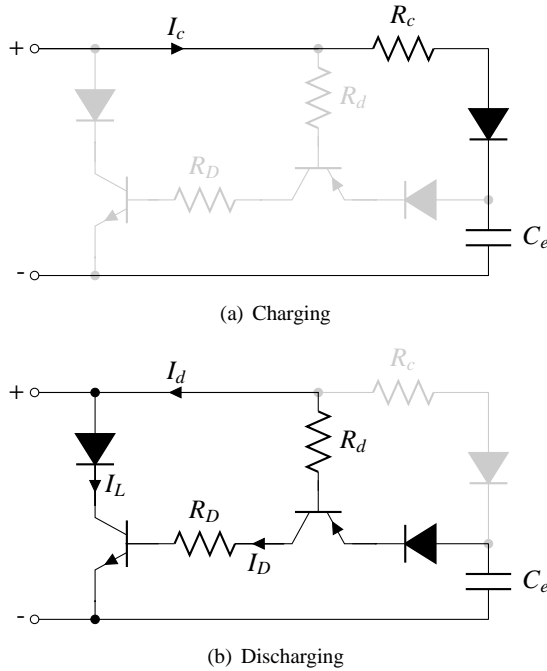 I_c
R_c
+
R_d
R_D
C_e
-
(a) Charging
I_d
R_c
+
R_d
I_L
R_D
I_D
C_e
-
(b) Discharging